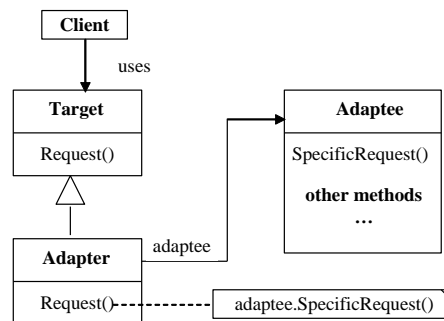 Client
uses
Target
Request()
Adaptee
SpecificRequest()
other methods
...
adaptee
Adapter
Request()
adaptee.SpecificRequest()